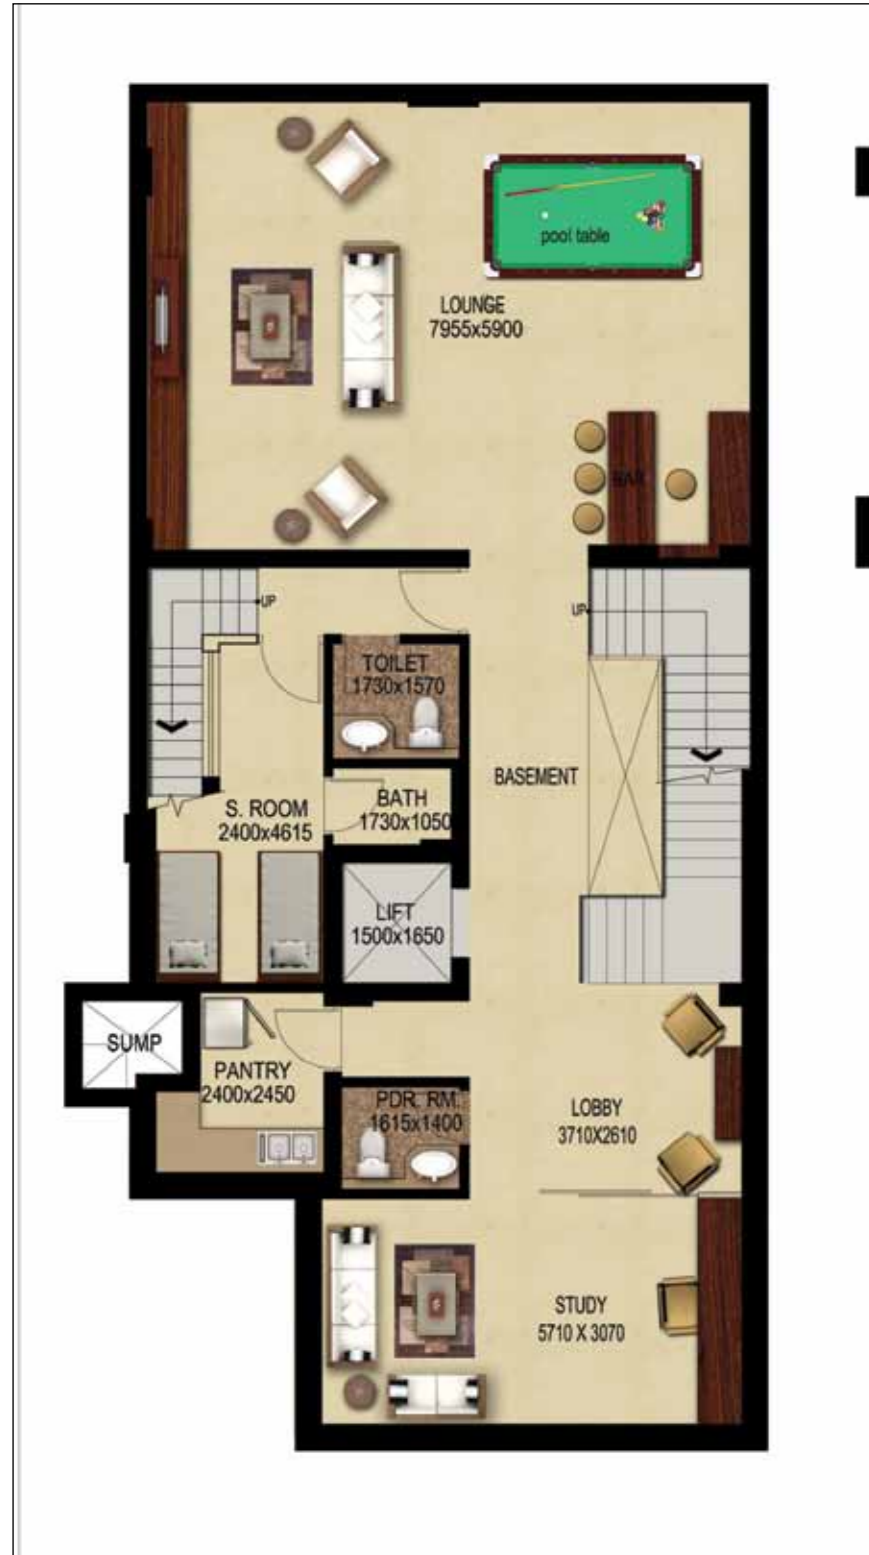 pool table
LOUNGE
7955x5900
BAR
UP
UP
TOILET
1730x1570
BASEMENT
BATH
1730x1050
S. ROOM
2400x4615
LIFT
1500x1650
SUMP
PANTRY
2400x2450
PDR. RM.
1615x1400
LOBBY
3710X2610
STUDY
5710 X 3070